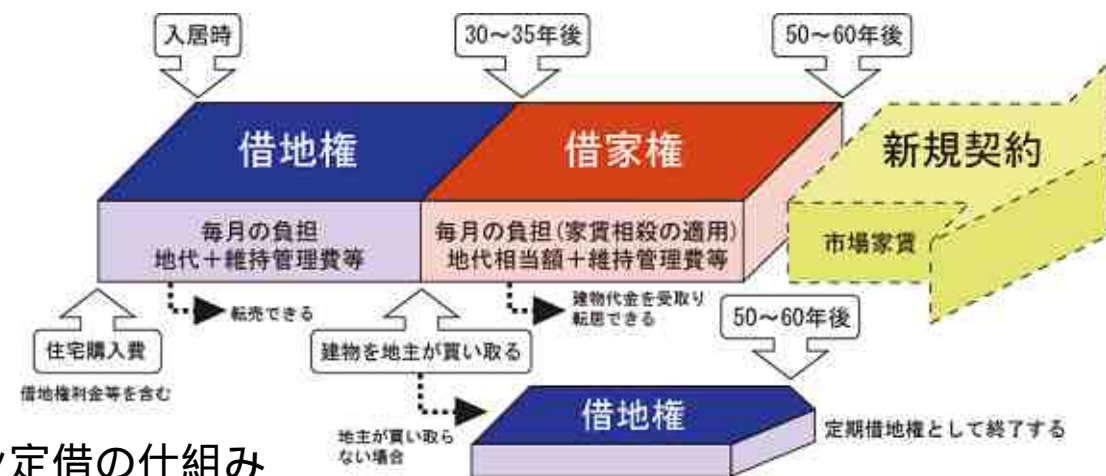 入居時
30～35年後
50～60年後
借地権
借家権
新規契約
毎月の負担
地代＋維持管理費等
毎月の負担(家賃相殺の適用)
地代相当額＋維持管理費等
市場家賃
転売できる
建物代金を受取り
転居できる
50～60年後
住宅購入費
建物を地主が買い取る
借地権利金等を含む
借地権
地主が買い取ら
ない場合
定期借地権として終了する
定借の仕組み